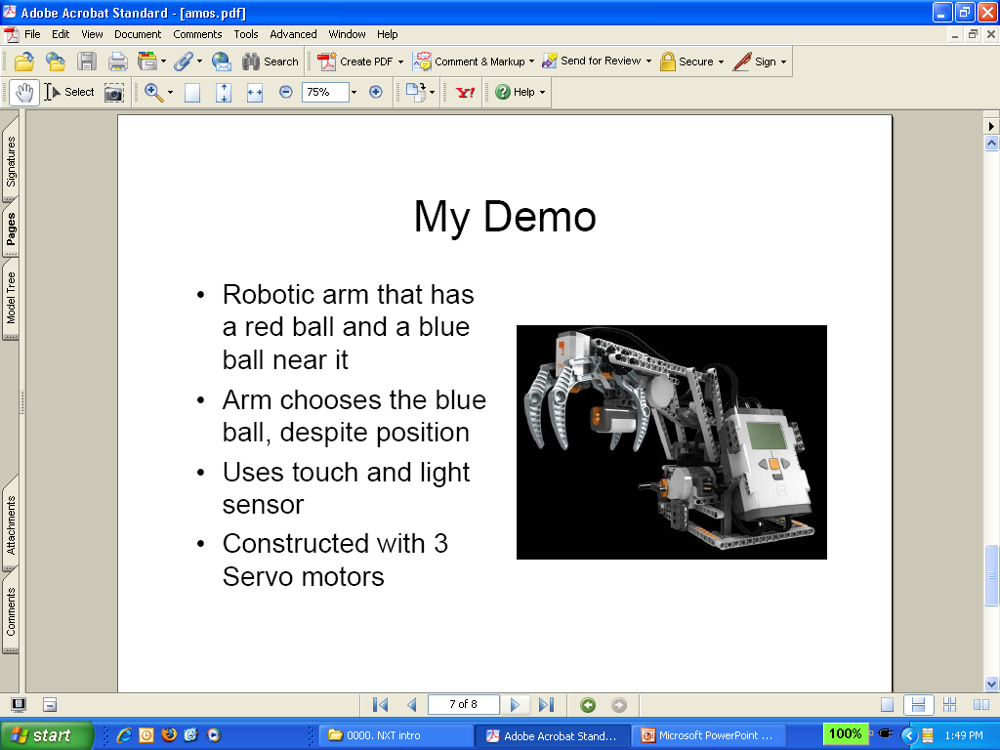 Adobe Acrobat Standard - [amos.pdf]
File Edit View Document Comments Tools Advanced Window Help
Search Create PDF Comment & Markup Send for Review Secure Sign
Select 75% Y! Help
Signatures
Pages
Model Tree
Attachments
Comments
My Demo
• Robotic arm that has
a red ball and a blue
ball near it
• Arm chooses the blue
ball, despite position
• Uses touch and light
sensor
• Constructed with 3
Servo motors
7 of 8
start 0000. NXT intro Adobe Acrobat Stand... Microsoft PowerPoint ... 100% 1:49 PM